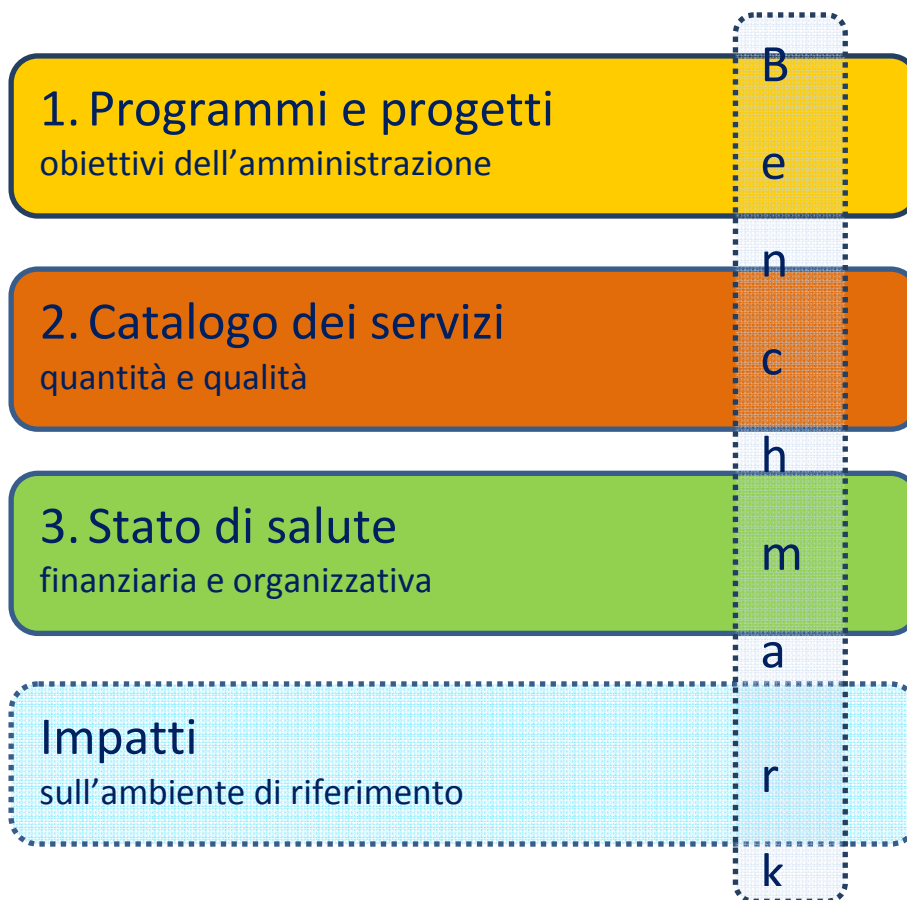 1. Programmi e progetti
obiettivi dell’amministrazione
2. Catalogo dei servizi
quantità e qualità
3. Stato di salute
finanziaria e organizzativa
Impatti
sull’ambiente di riferimento
B
e
n
c
h
m
a
r
k